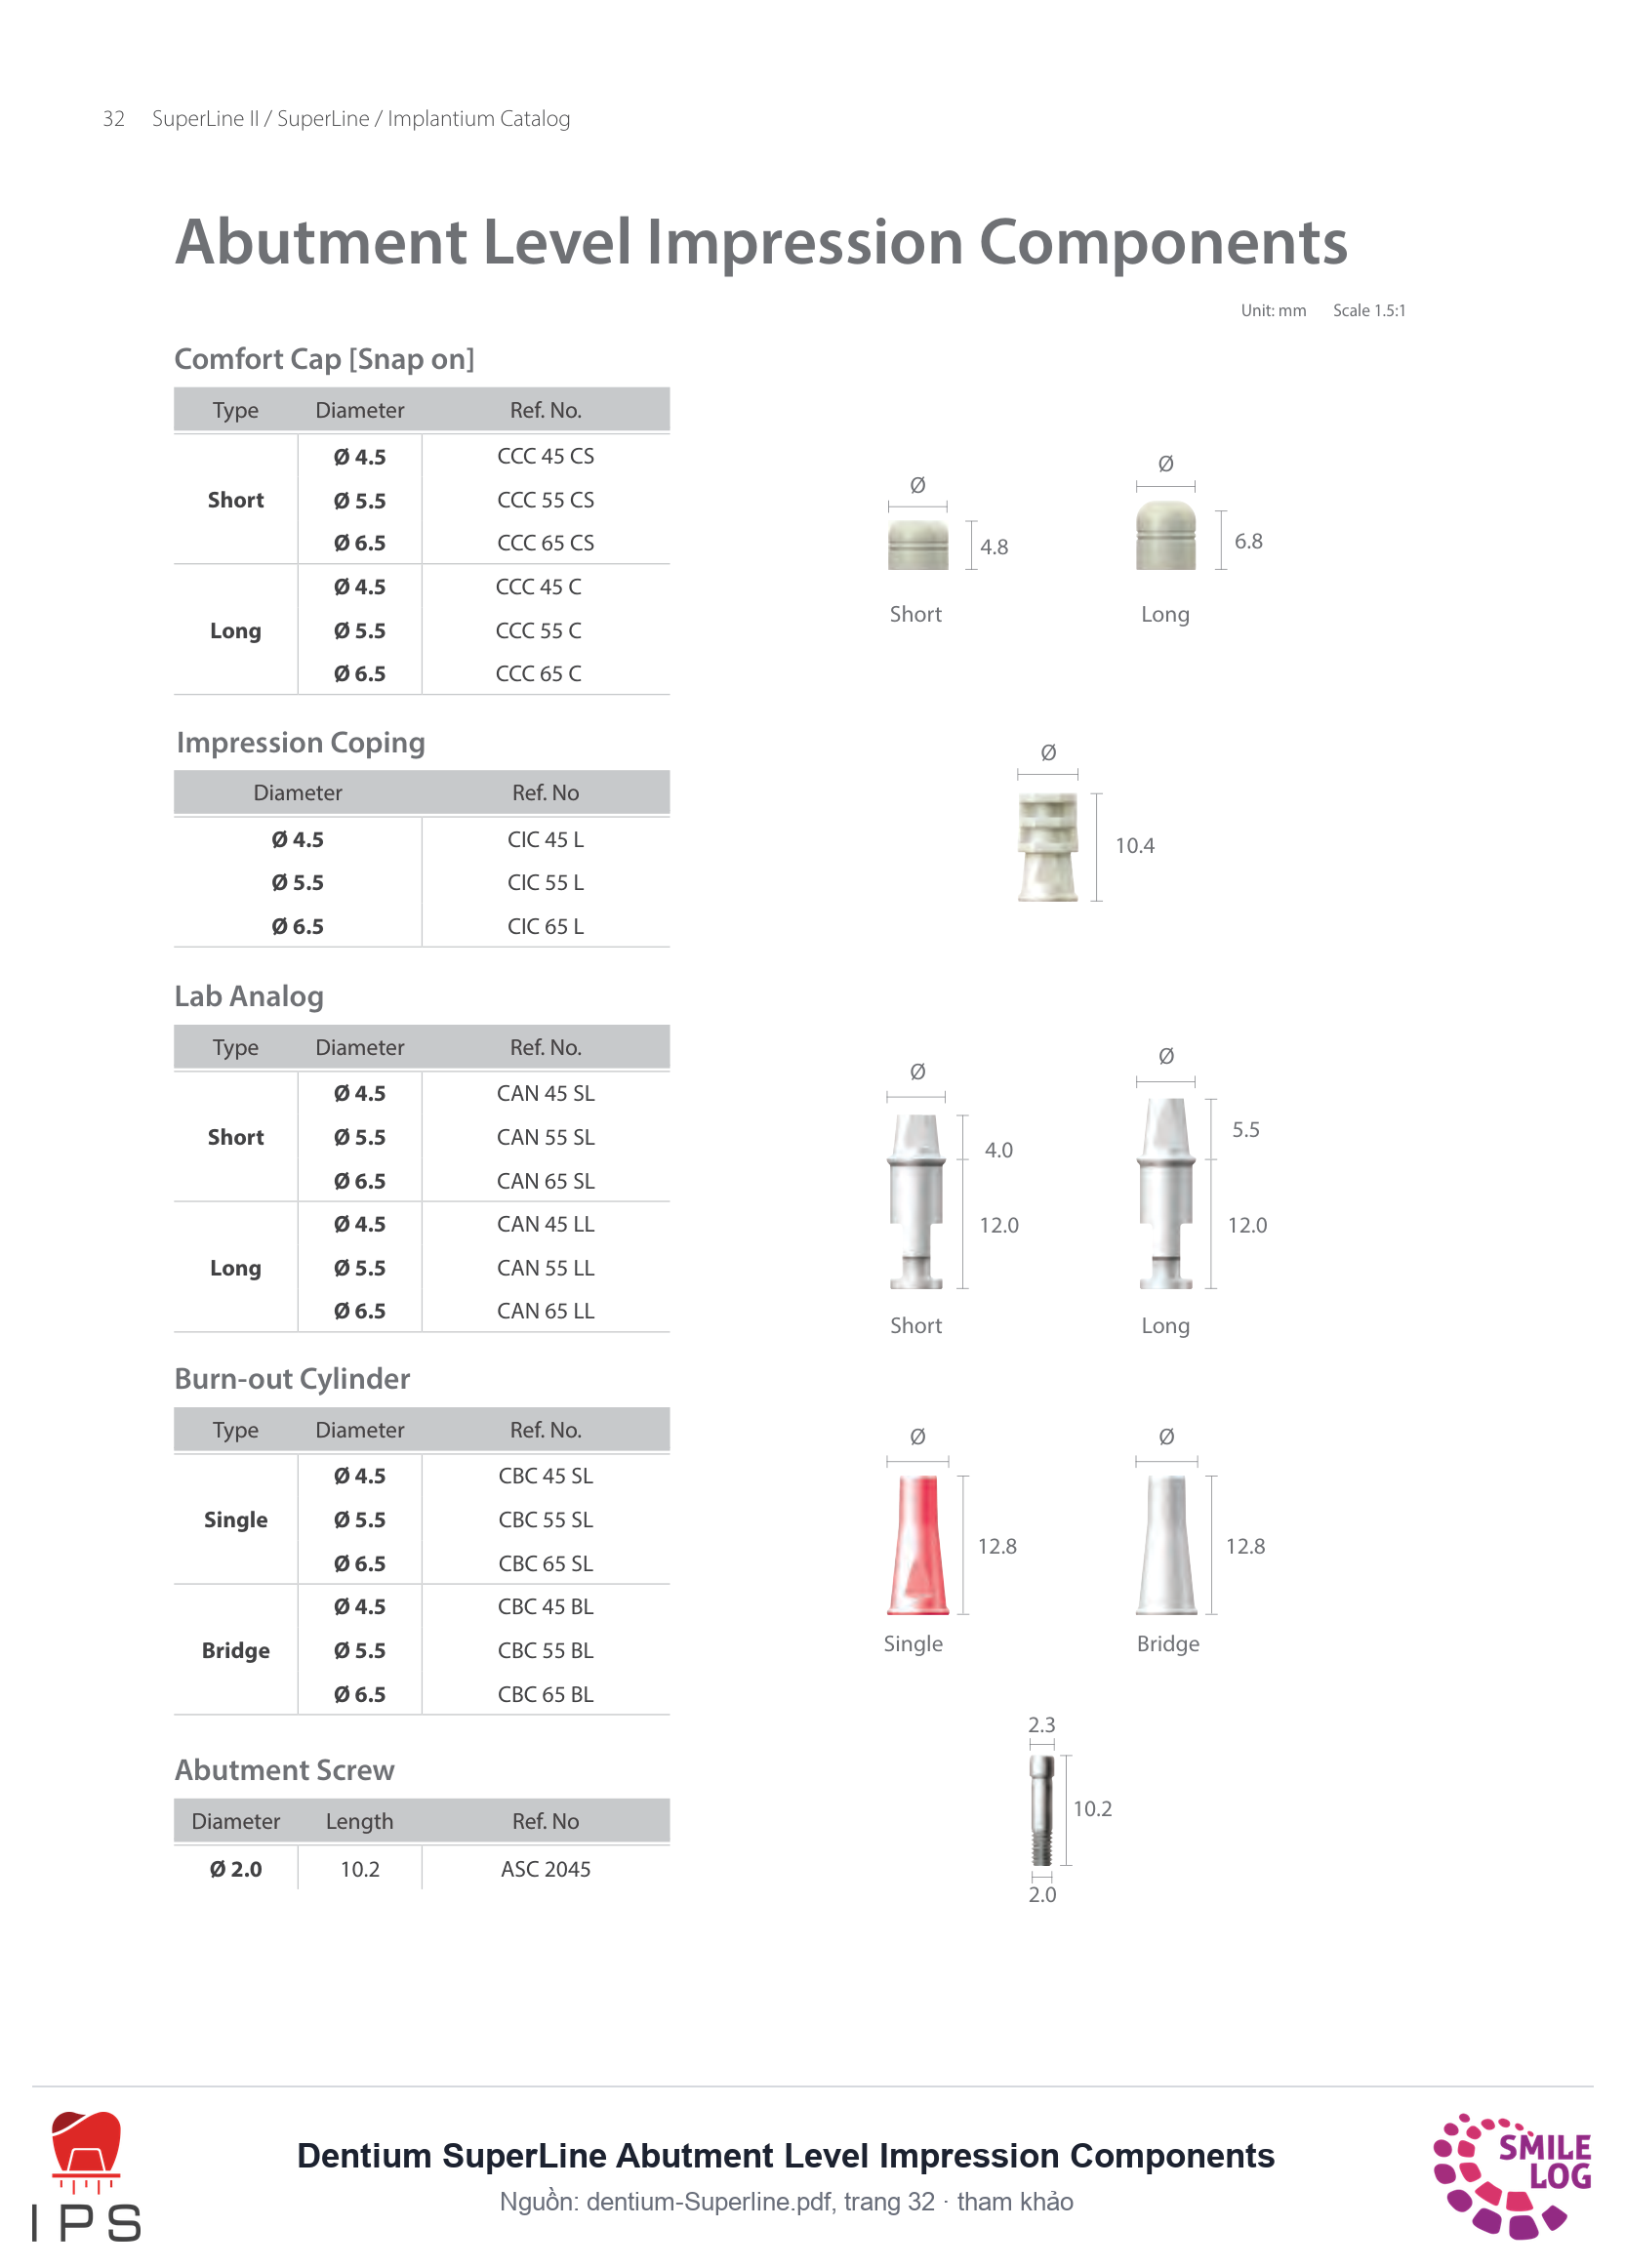 32 SuperLine II / SuperLine / Implantium Catalog
Abutment Level Impression Components
Unit: mm Scale 1.5:1
Comfort Cap [Snap on]
Type Diameter Ref. No.
Short
Ø 4.5 CCC 45 CS
Ø 5.5 CCC 55 CS
Ø 6.5 CCC 65 CS
Long
Ø 4.5 CCC 45 C
Ø 5.5 CCC 55 C
Ø 6.5 CCC 65 C
Ø
4.8
Short
Ø
6.8
Long
Impression Coping
Diameter Ref. No
Ø 4.5 CIC 45 L
Ø 5.5 CIC 55 L
Ø 6.5 CIC 65 L
Ø
10.4
Lab Analog
Type Diameter Ref. No.
Short
Ø 4.5 CAN 45 SL
Ø 5.5 CAN 55 SL
Ø 6.5 CAN 65 SL
Long
Ø 4.5 CAN 45 LL
Ø 5.5 CAN 55 LL
Ø 6.5 CAN 65 LL
Ø
4.0
12.0
Short
Ø
5.5
12.0
Long
Burn-out Cylinder
Type Diameter Ref. No.
Single
Ø 4.5 CBC 45 SL
Ø 5.5 CBC 55 SL
Ø 6.5 CBC 65 SL
Bridge
Ø 4.5 CBC 45 BL
Ø 5.5 CBC 55 BL
Ø 6.5 CBC 65 BL
Ø
12.8
Single
Ø
12.8
Bridge
Abutment Screw
Diameter Length Ref. No
Ø 2.0 10.2 ASC 2045
2.3
10.2
2.0
IPS
Dentium SuperLine Abutment Level Impression Components
Nguồn: dentium-Superline.pdf, trang 32 · tham khảo
SMILE
LOG